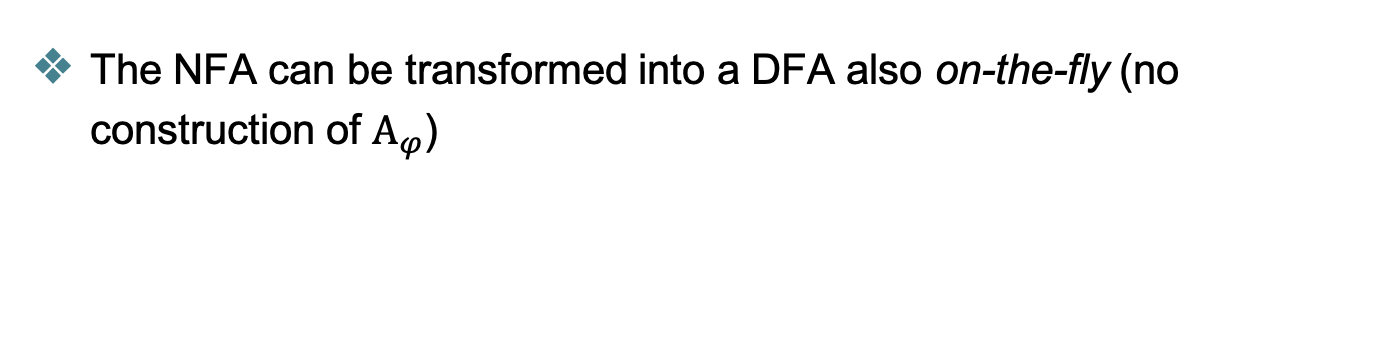 ❖ The NFA can be transformed into a DFA also on-the-fly (no
construction of A_φ)